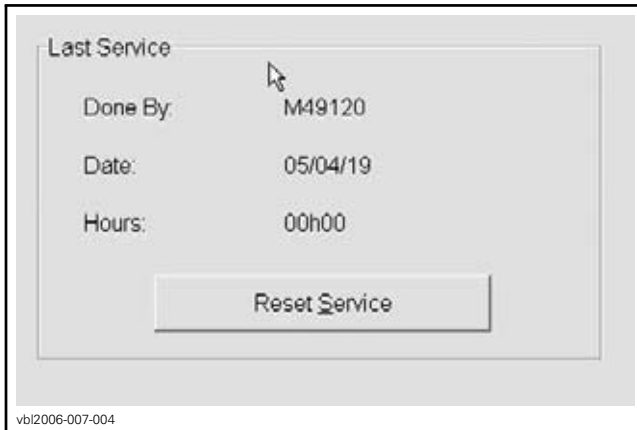 Last Service
Done By: M49120
Date: 05/04/19
Hours: 00h00
Reset Service
vbl2006-007-004